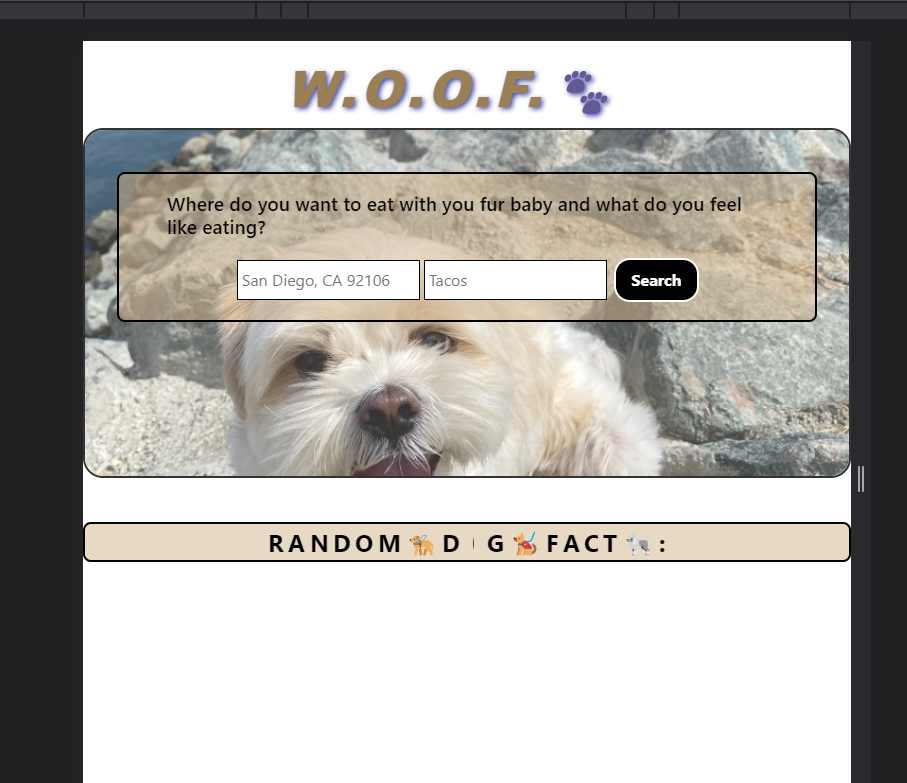 W.O.O.F. 🐾
Where do you want to eat with you fur baby and what do you feel
like eating?
San Diego, CA 92106
Tacos
Search
RANDOM🐕‍🦺D G🐕FACT🐩: